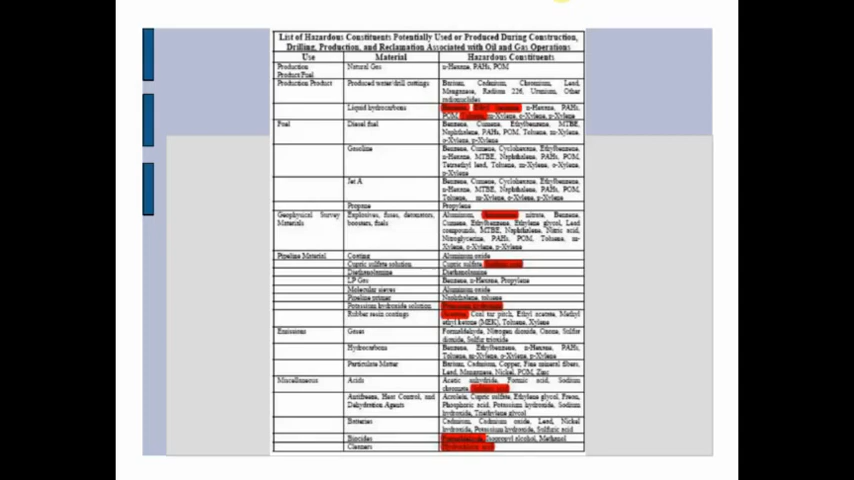 List of Hazardous Constituents Potentially Used or Produced During Construction,
Drilling, Production, and Reclamation Associated with Oil and Gas Operations
Use Material Hazardous Constituents
Production Natural Gas n-Hexane, PAHs, POM
Product/Fuel
Production Product Produced water/drill cuttings Barium, Cadmium, Chromium, Lead,
Manganese, Radium 226, Uranium, Other
radionuclides
Liquid hydrocarbons n-Hexane, PAHs,
POM, m-Xylene, o-Xylene, p-Xylene
Fuel Diesel fuel Benzene, Cumene, Ethylbenzene, MTBE,
Naphthalene, PAHs, POM, Toluene, m-Xylene,
o-Xylene, p-Xylene
Gasoline Benzene, Cumene, Cyclohexane, Ethylbenzene,
n-Hexane, MTBE, Naphthalene, PAHs, POM,
Tetraethyl lead, Toluene, m-Xylene, o-Xylene,
p-Xylene
Jet A Benzene, Cumene, Cyclohexane, Ethylbenzene,
n-Hexane, MTBE, Naphthalene, PAHs, POM,
Toluene, m-Xylene, o-Xylene, p-Xylene
Propane Propylene
Geophysical Survey Explosives, fuses, detonators, Aluminum, nitrate, Benzene,
Materials boosters, fuels Cumene, Ethylbenzene, Ethylene glycol, Lead
compounds, MTBE, Naphthalene, Nitric acid,
Nitroglycerine, PAHs, POM, Toluene, m-
Xylene, o-Xylene, p-Xylene
Pipeline Material Coating Aluminum oxide
Cupric sulfate solution Cupric sulfate,
Diethanolamine Diethanolamine
LP Gas Benzene, n-Hexane, Propylene
Molecular sieves Aluminum oxide
Pipeline primer Naphthalene, toluene
Potassium hydroxide solution
Rubber resin coatings Coal tar pitch, Ethyl acetate, Methyl
ethyl ketone (MEK), Toluene, Xylene
Emissions Gases Formaldehyde, Nitrogen dioxide, Ozone, Sulfur
dioxide, Sulfur trioxide
Hydrocarbons Benzene, Ethylbenzene, n-Hexane, PAHs,
Toluene, m-Xylene, o-Xylene, p-Xylene
Particulate Matter Barium, Cadmium, Copper, Fine mineral fibers,
Lead, Manganese, Nickel, POM, Zinc
Miscellaneous Acids Acetic anhydride, Formic acid, Sodium
chromate,
Antifreeze, Heat Control, and Acrolein, Cupric sulfate, Ethylene glycol, Freon,
Dehydration Agents Phosphoric acid, Potassium hydroxide, Sodium
hydroxide, Triethylene glycol
Batteries Cadmium, Cadmium oxide, Lead, Nickel
hydroxide, Potassium hydroxide, Sulfuric acid
Biocides Isopropyl alcohol, Methanol
Cleaners